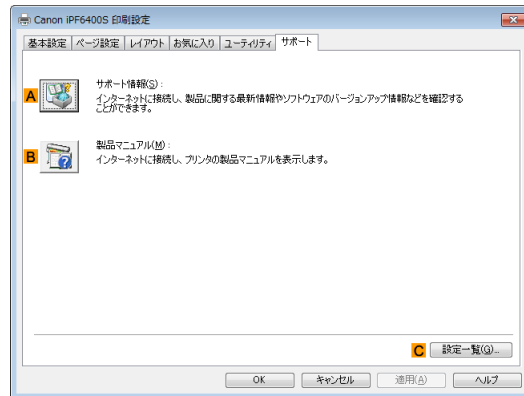 Canon iPF6400S 印刷設定
基本設定 ページ設定 レイアウト お気に入り ユーティリティ サポート
サポート情報(S) :
A インターネットに接続し、製品に関する最新情報やソフトウェアのバージョンアップ情報などを確認する
ことができます。
製品マニュアル(M) :
B インターネットに接続し、プリンタの製品マニュアルを表示します。
C 設定一覧(G)...
OK キャンセル 適用(A) ヘルプ